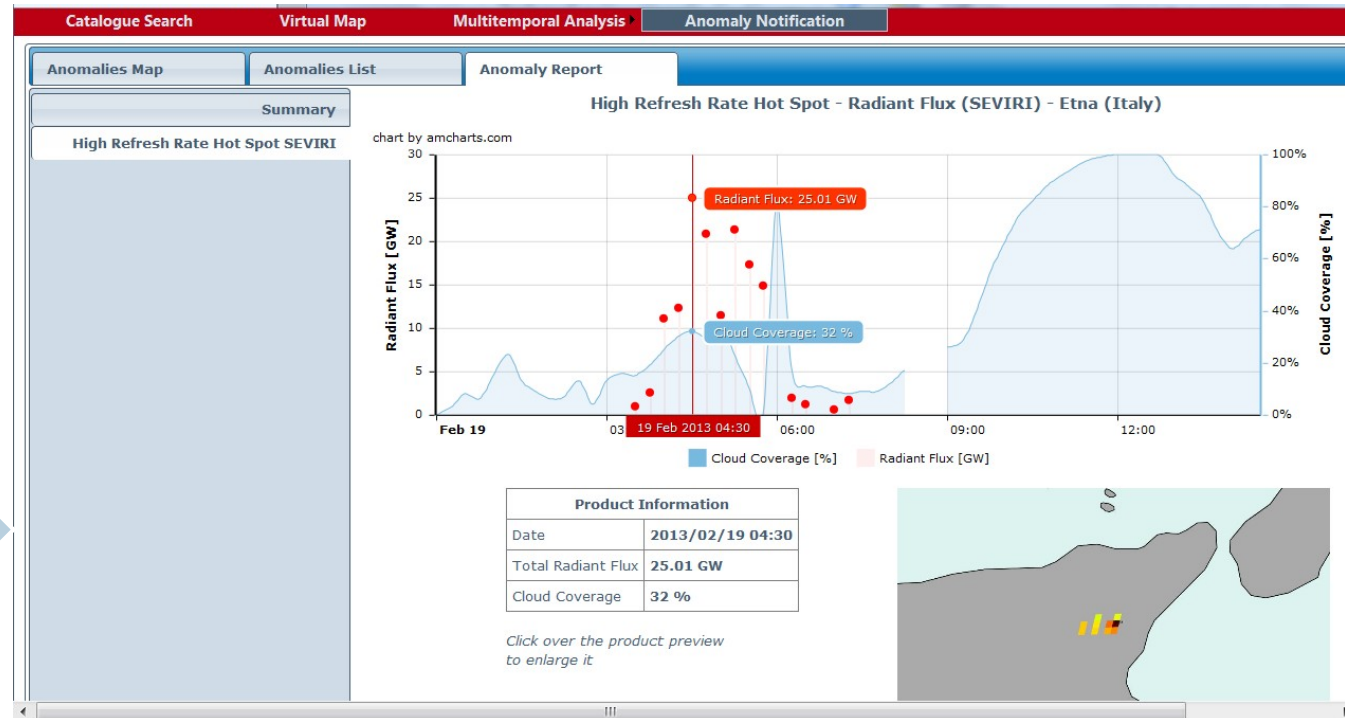 Catalogue Search Virtual Map Multitemporal Analysis Anomaly Notification
Anomalies Map Anomalies List Anomaly Report
Summary
High Refresh Rate Hot Spot SEVIRI
High Refresh Rate Hot Spot - Radiant Flux (SEVIRI) - Etna (Italy)
chart by amcharts.com
30
25
20
15
10
5
0
Radiant Flux [GW]
100%
80%
60%
40%
20%
0%
Cloud Coverage [%]
Radiant Flux: 25.01 GW
Cloud Coverage: 32 %
Feb 19 03 19 Feb 2013 04:30 06:00 09:00 12:00
Cloud Coverage [%] Radiant Flux [GW]
Product Information
Date 2013/02/19 04:30
Total Radiant Flux 25.01 GW
Cloud Coverage 32 %
Click over the product preview
to enlarge it